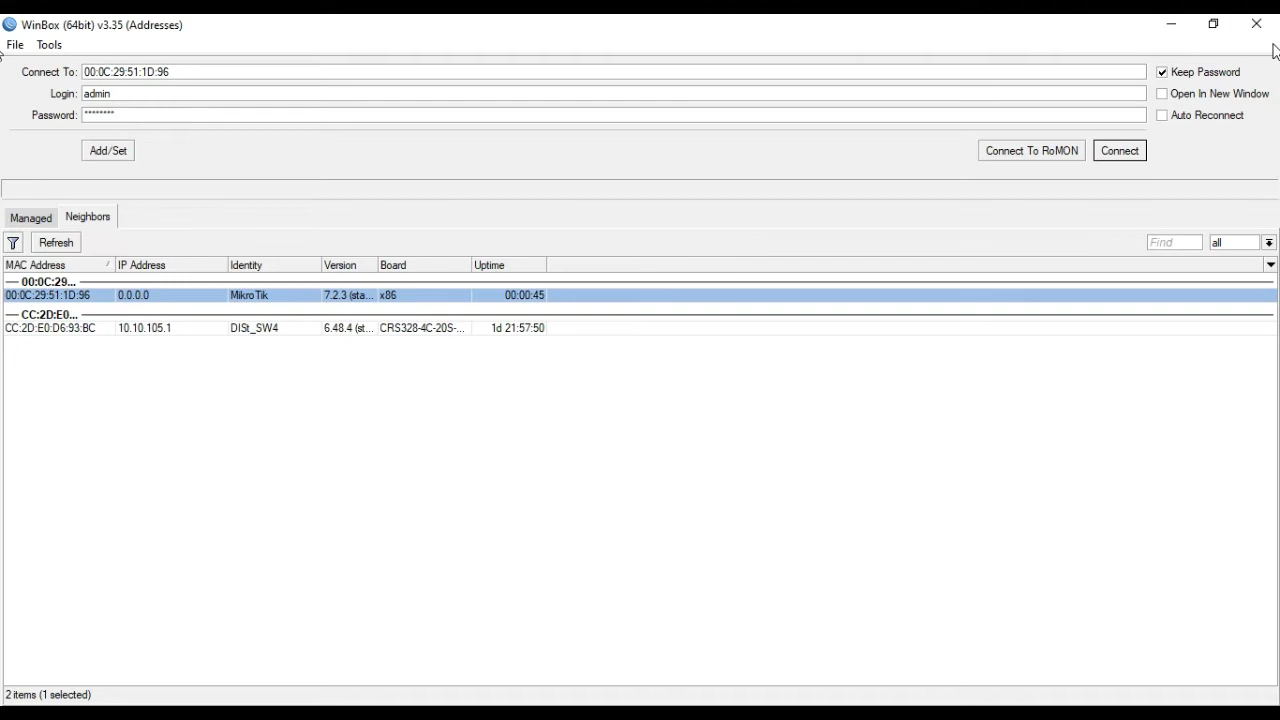 WinBox (64bit) v3.35 (Addresses)
File Tools
Connect To: 00:0C:29:51:1D:96
Keep Password
Login: admin
Open In New Window
Password: ********
Auto Reconnect
Add/Set Connect To RoMON Connect
Managed Neighbors
Refresh Find all
MAC Address IP Address Identity Version Board Uptime
00:0C:29...
00:0C:29:51:1D:96 0.0.0.0 MikroTik 7.2.3 (sta... x86 00:00:45
CC:2D:E0...
CC:2D:E0:D6:93:BC 10.10.105.1 DISt_SW4 6.48.4 (st... CRS328-4C-20S-... 1d 21:57:50
2 items (1 selected)